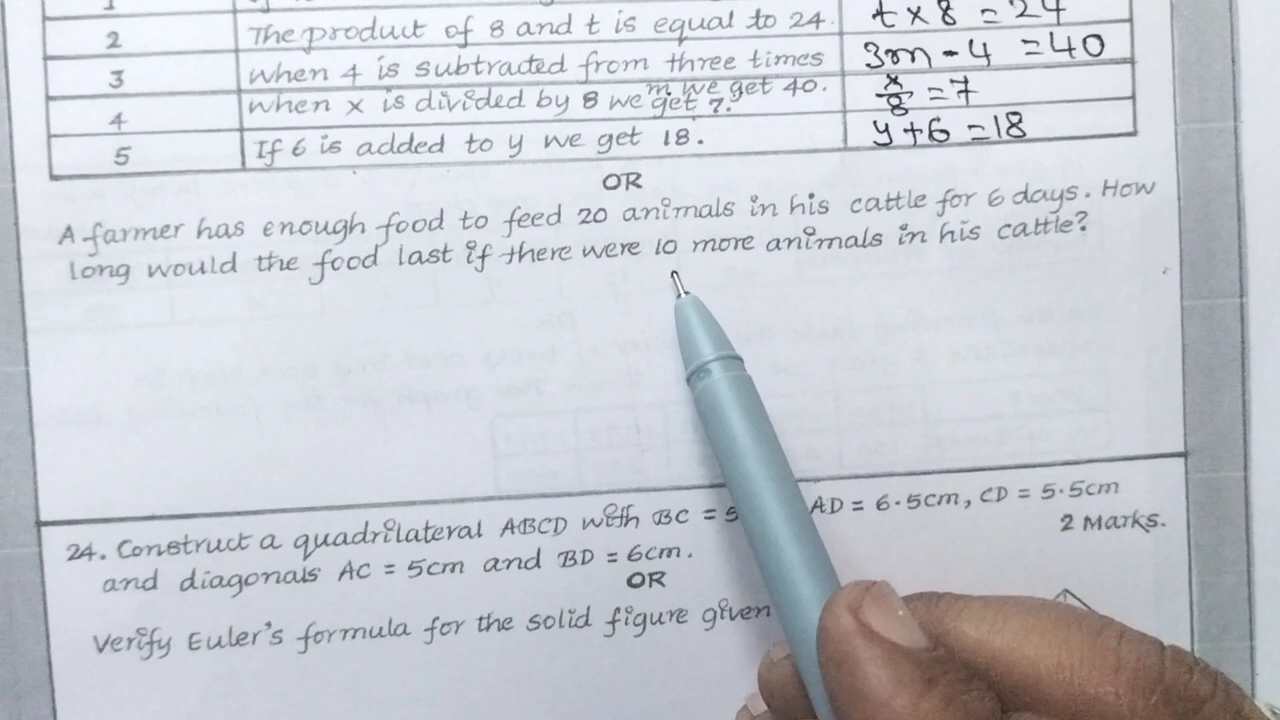 2 The product of 8 and t is equal to 24. t × 8 = 24
3 when 4 is subtracted from three times 3m - 4 = 40
m we get 40.
4 when x is divided by 8 we get 7. x/8 = 7
5 If 6 is added to y we get 18. y + 6 = 18
OR
A farmer has enough food to feed 20 animals in his cattle for 6 days. How
long would the food last if there were 10 more animals in his cattle?
24. Construct a quadrilateral ABCD with BC = 5 AD = 6.5cm, CD = 5.5cm
and diagonals AC = 5cm and BD = 6cm. 2 Marks.
OR
Verify Euler's formula for the solid figure given